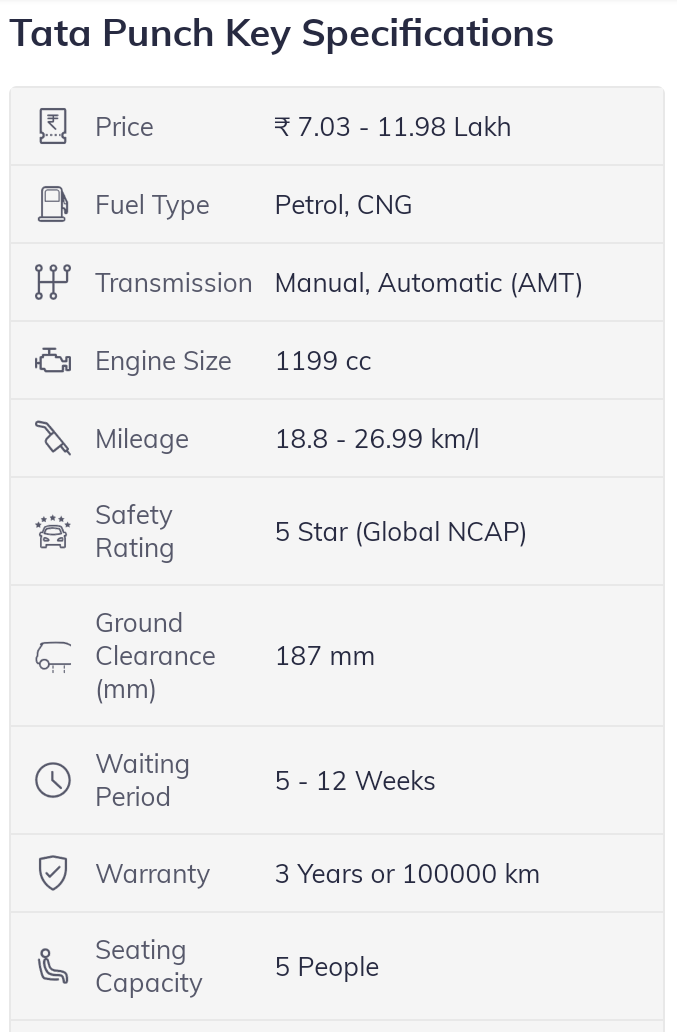 Tata Punch Key Specifications
Price ₹ 7.03 - 11.98 Lakh
Fuel Type Petrol, CNG
Transmission Manual, Automatic (AMT)
Engine Size 1199 cc
Mileage 18.8 - 26.99 km/l
Safety
Rating
5 Star (Global NCAP)
Ground
Clearance
(mm)
187 mm
Waiting
Period
5 - 12 Weeks
Warranty 3 Years or 100000 km
Seating
Capacity
5 People